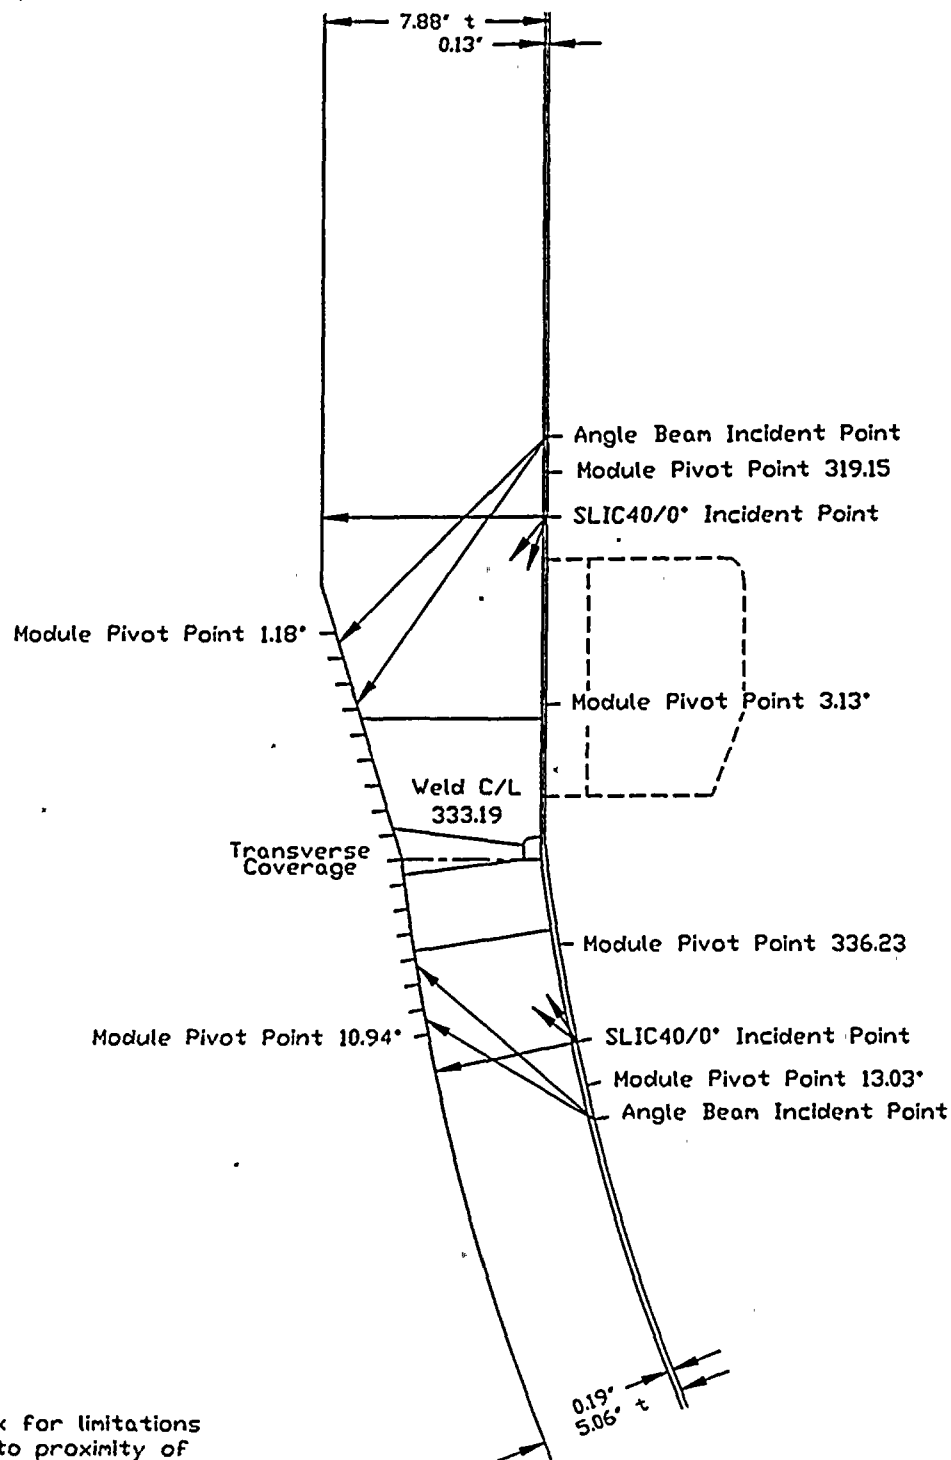 7.88" t
0.13"
Angle Beam Incident Point
Module Pivot Point 319.15
SLIC40/0° Incident Point
Module Pivot Point 1.18°
Module Pivot Point 3.13°
Weld C/L
333.19
Transverse
Coverage
Module Pivot Point 336.23
Module Pivot Point 10.94°
SLIC40/0° Incident Point
Module Pivot Point 13.03°
Angle Beam Incident Point
0.19"
5.06" t
for limitations
to proximity of